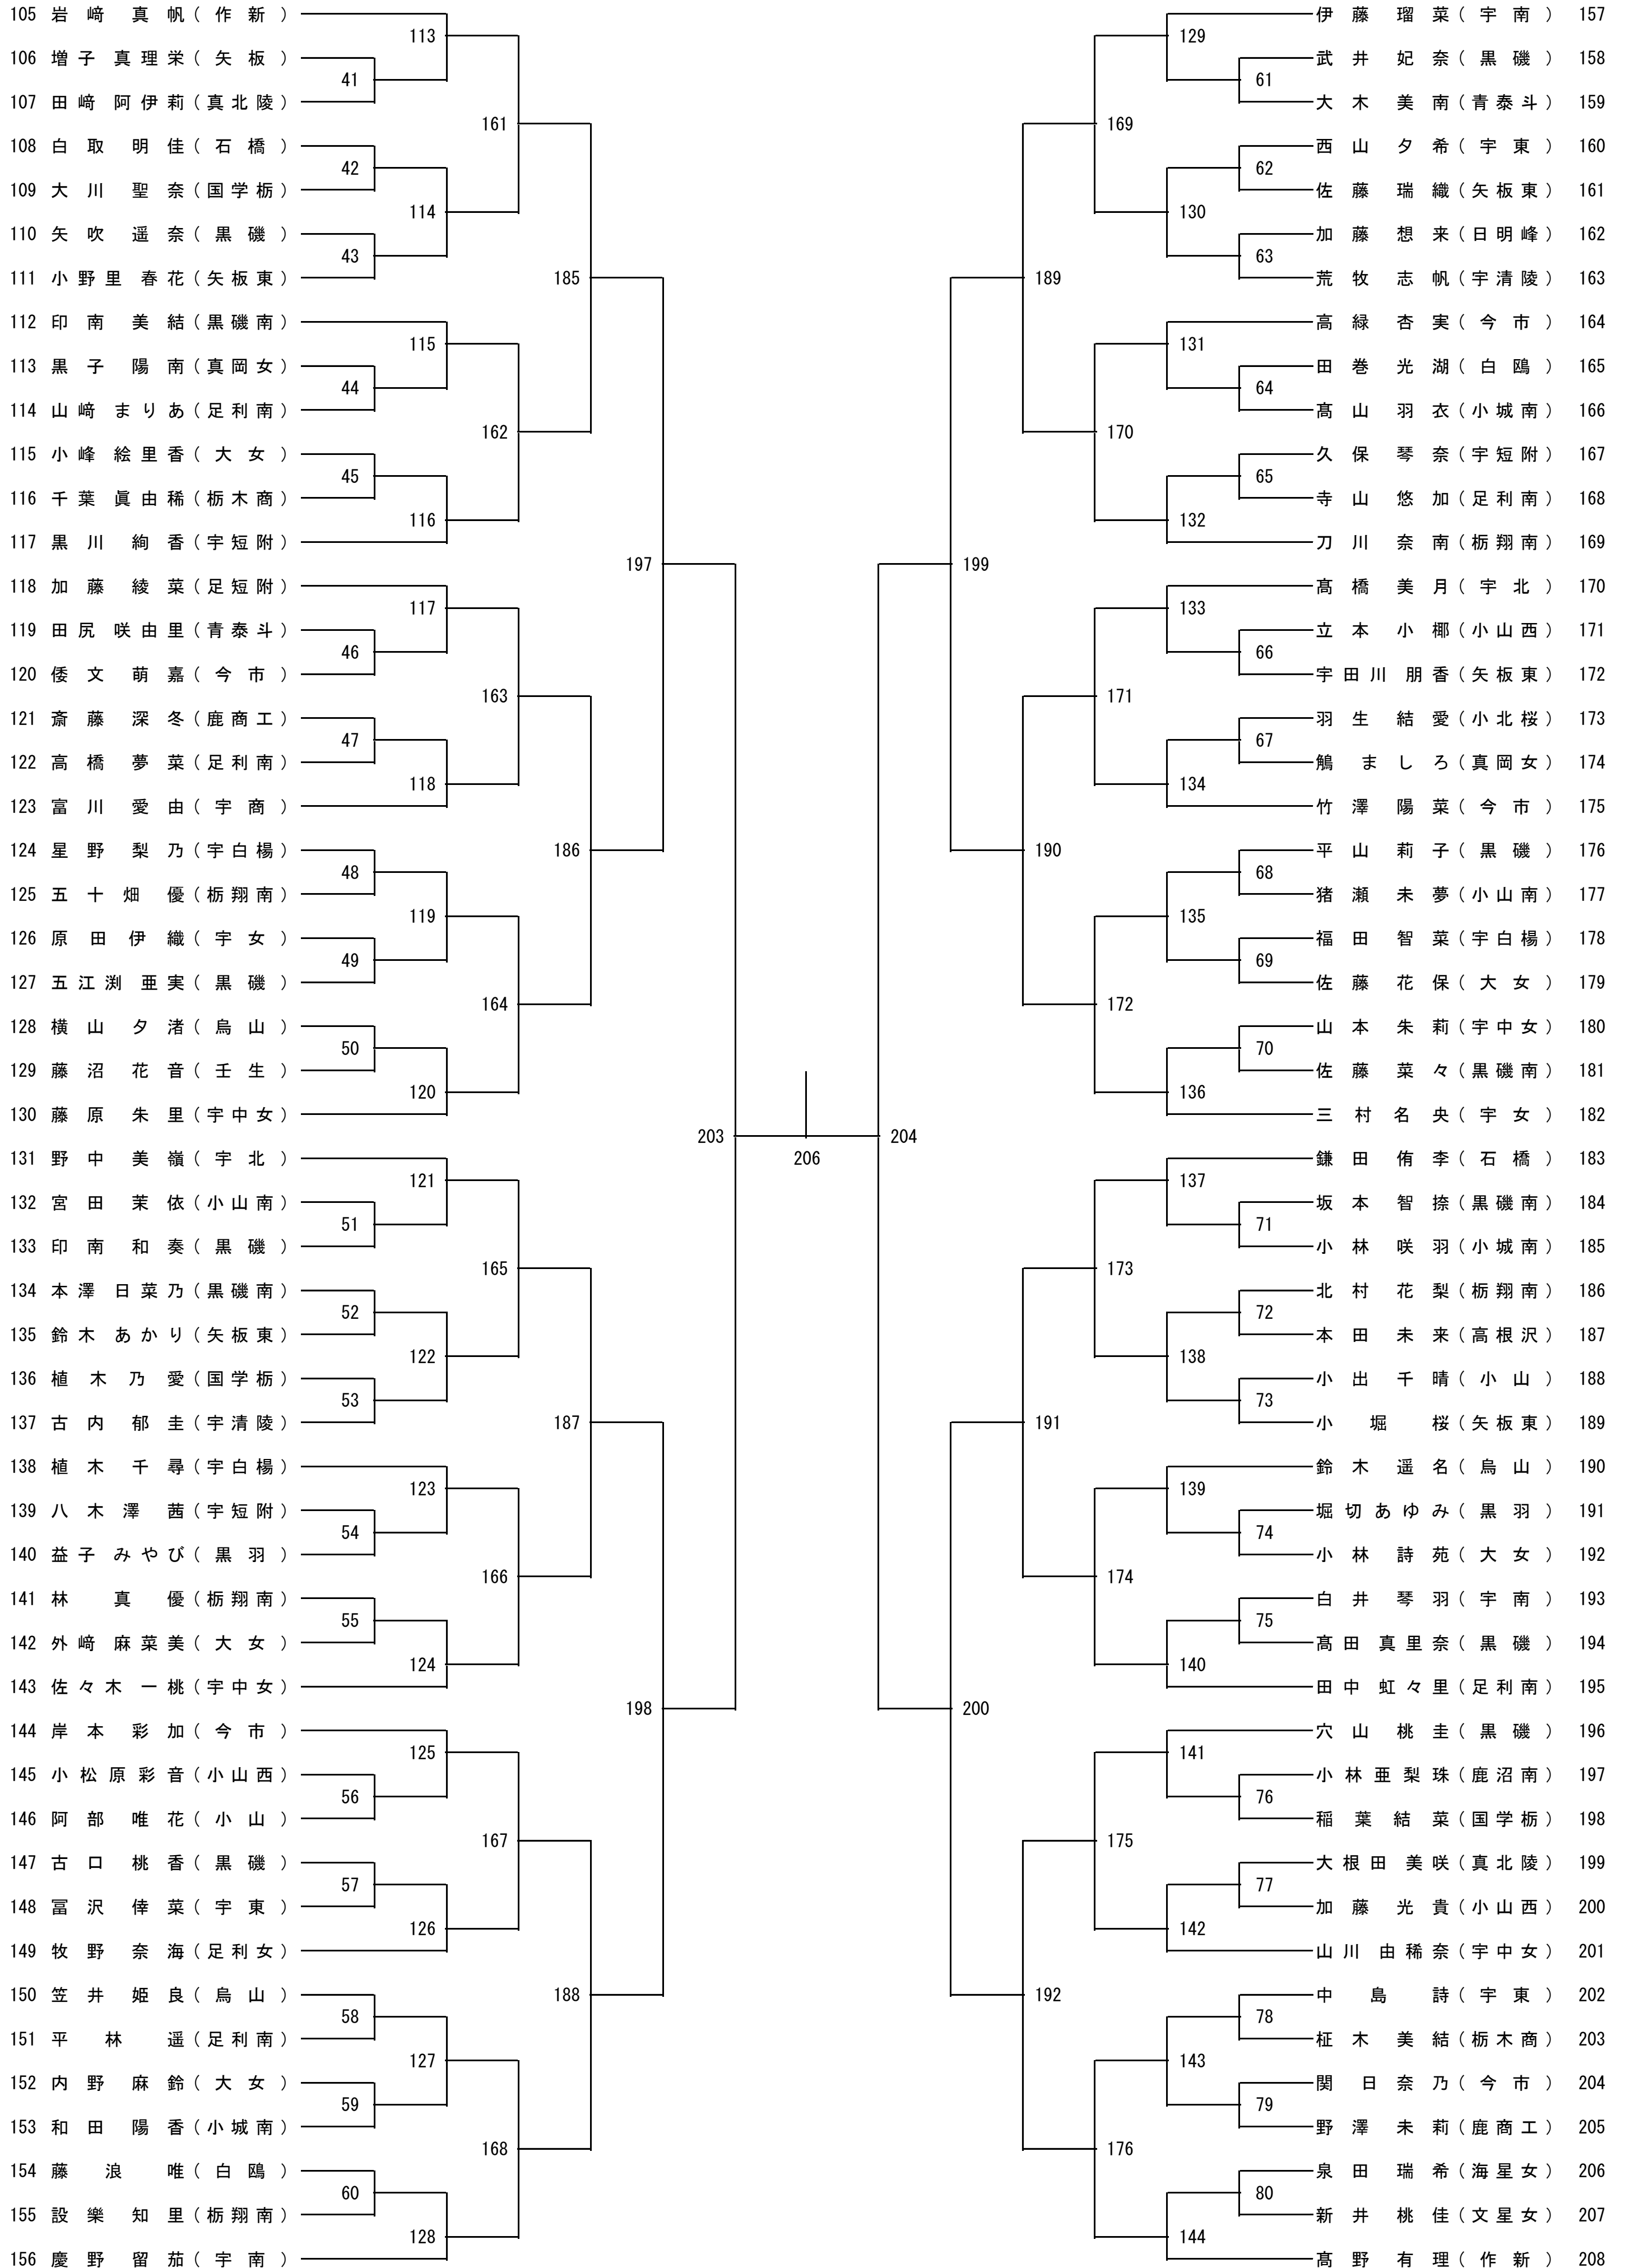 105 岩﨑 真帆(作新)
106 増子 真理栄(矢板)
107 田﨑 阿伊莉(真北陵)
108 白取 明佳(石橋)
109 大川 聖奈(国学栃)
110 矢吹 遥奈(黒磯)
111 小野里 春花(矢板東)
112 印南 美結(黒磯南)
113 黒子 陽南(真岡女)
114 山﨑 まりあ(足利南)
115 小峰 絵里香(大女)
116 千葉 眞由稀(栃木商)
117 黒川 絢香(宇短附)
118 加藤 綾菜(足短附)
119 田尻 咲由里(青泰斗)
120 倭文 萌嘉(今市)
121 斎藤 深冬(鹿商工)
122 高橋 夢菜(足利南)
123 富川 愛由(宇商)
124 星野 梨乃(宇白楊)
125 五十畑 優(栃翔南)
126 原田 伊織(宇女)
127 五江渕 亜実(黒磯)
128 横山 夕渚(烏山)
129 藤沼 花音(壬生)
130 藤原 朱里(宇中女)
131 野中 美嶺(宇北)
132 宮田 茉依(小山南)
133 印南 和奏(黒磯)
134 本澤 日菜乃(黒磯南)
135 鈴木 あかり(矢板東)
136 植木 乃愛(国学栃)
137 古内 郁圭(宇清陵)
138 植木 千尋(宇白楊)
139 八木澤 茜(宇短附)
140 益子 みやび(黒羽)
141 林 真優(栃翔南)
142 外﨑 麻菜美(大女)
143 佐々木 一桃(宇中女)
144 岸本 彩加(今市)
145 小松原 彩音(小山西)
146 阿部 唯花(小山)
147 古口 桃香(黒磯)
148 冨沢 倖菜(宇東)
149 牧野 奈海(足利女)
150 笠井 姫良(烏山)
151 平林 遥(足利南)
152 内野 麻鈴(大女)
153 和田 陽香(小城南)
154 藤浪 唯(白鴎)
155 設樂 知里(栃翔南)
156 慶野 留茄(宇南)
41
42
43
44
45
46
47
48
49
50
51
52
53
54
55
56
57
58
59
60
113
114
115
116
117
118
119
120
121
122
123
124
125
126
127
128
161
162
163
164
165
166
167
168
185
186
187
188
197
198
203
206
204
199
200
189
190
191
192
169
170
171
172
173
174
175
176
129
130
131
132
133
134
135
136
137
138
139
140
141
142
143
144
61
62
63
64
65
66
67
68
69
70
71
72
73
74
75
76
77
78
79
80
伊藤 瑠菜(宇南) 157
武井 妃奈(黒磯) 158
大木 美南(青泰斗) 159
西山 夕希(宇東) 160
佐藤 瑞織(矢板東) 161
加藤 想来(日明峰) 162
荒牧 志帆(宇清陵) 163
高緑 杏実(今市) 164
田巻 光湖(白鴎) 165
髙山 羽衣(小城南) 166
久保 琴奈(宇短附) 167
寺山 悠加(足利南) 168
刀川 奈南(栃翔南) 169
髙橋 美月(宇北) 170
立本 小椰(小山西) 171
宇田川 朋香(矢板東) 172
羽生 結愛(小北桜) 173
ましろ(真岡女) 174
竹澤 陽菜(今市) 175
平山 莉子(黒磯) 176
猪瀬 未夢(小山南) 177
福田 智菜(宇白楊) 178
佐藤 花保(大女) 179
山本 朱莉(宇中女) 180
佐藤 菜々(黒磯南) 181
三村 名央(宇女) 182
鎌田 侑李(石橋) 183
坂本 智捺(黒磯南) 184
小林 咲羽(小城南) 185
北村 花梨(栃翔南) 186
本田 未来(高根沢) 187
小出 千晴(小山) 188
小堀 桜(矢板東) 189
鈴木 遥名(烏山) 190
堀切 あゆみ(黒羽) 191
小林 詩苑(大女) 192
白井 琴羽(宇南) 193
髙田 真里奈(黒磯) 194
田中 虹々里(足利南) 195
穴山 桃圭(黒磯) 196
小林 亜梨珠(鹿沼南) 197
稲葉 結菜(国学栃) 198
大根田 美咲(真北陵) 199
加藤 光貴(小山西) 200
山川 由稀奈(宇中女) 201
中島 詩(宇東) 202
柾木 美結(栃木商) 203
関 日奈乃(今市) 204
野澤 未莉(鹿商工) 205
泉田 瑞希(海星女) 206
新井 桃佳(文星女) 207
髙野 有理(作新) 208